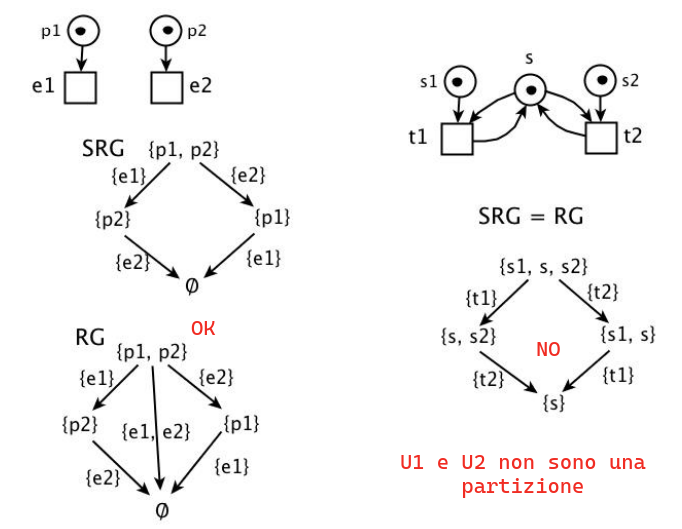 p1
p2
e1
e2
SRG {p1, p2}
{e1}
{e2}
{p2}
{p1}
{e2}
{e1}
∅
OK
RG
{p1, p2}
{e1}
{e2}
{p2}
{e1, e2}
{p1}
{e2}
{e1}
∅
s
s1
s2
t1
t2
SRG = RG
{s1, s, s2}
{t1}
{t2}
{s, s2}
NO
{s1, s}
{t2}
{t1}
{s}
U1 e U2 non sono una
partizione